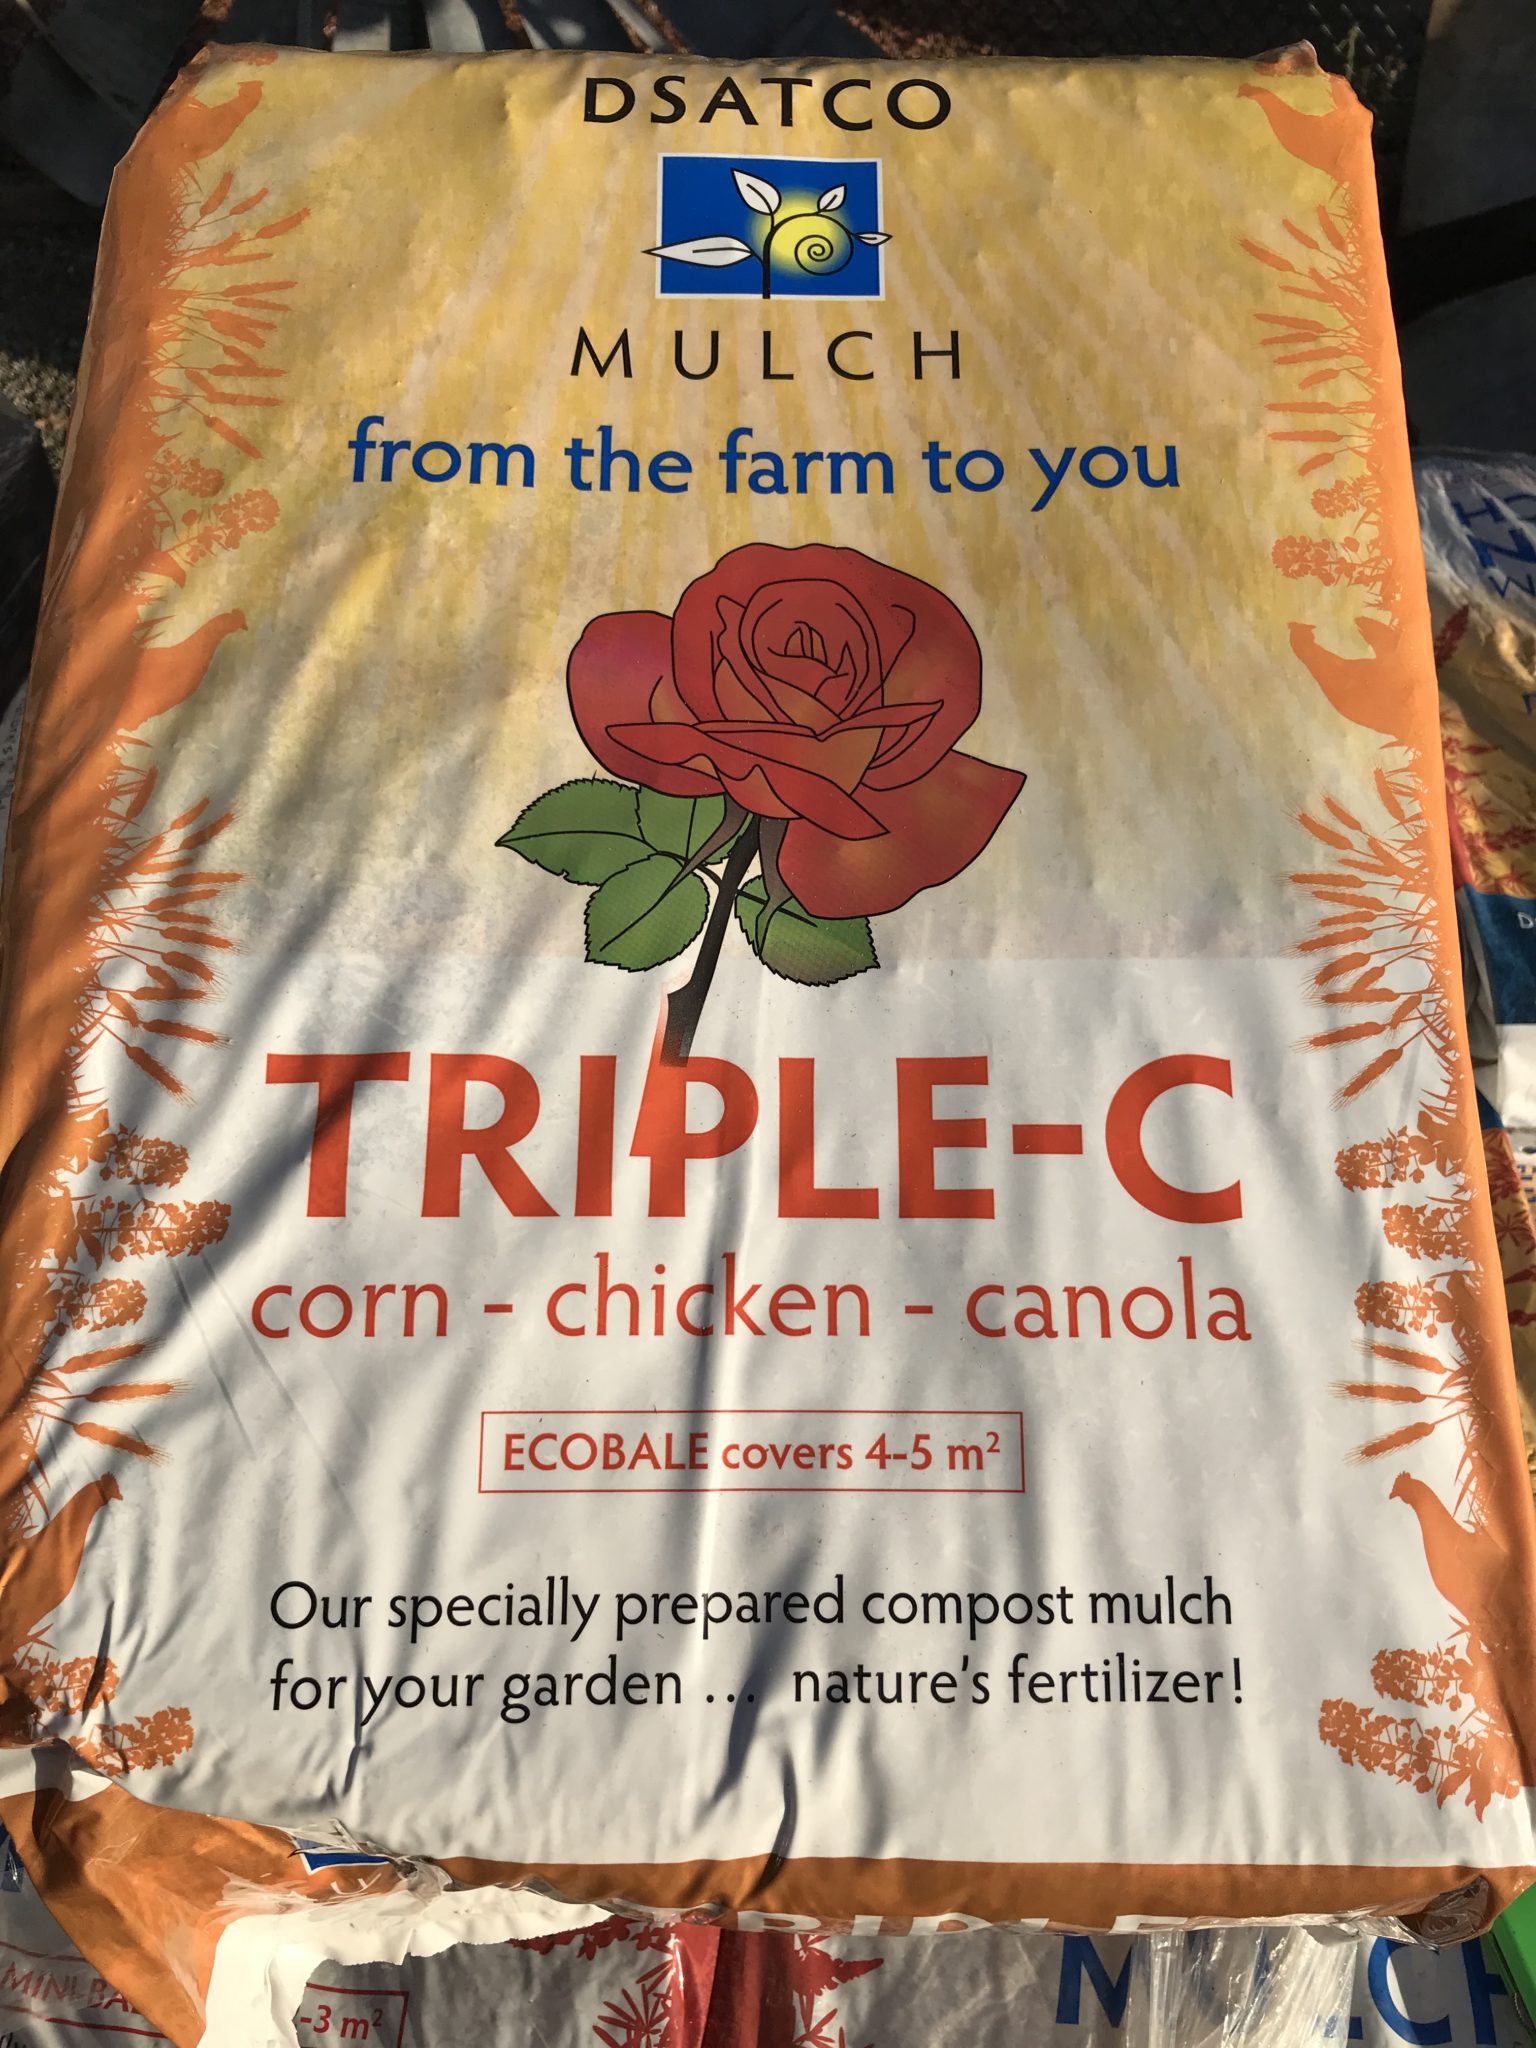 DSATCO
MULCH
from the farm to you
TRIPLE-C
corn - chicken - canola
ECOBALE covers 4-5 m²
Our specially prepared compost mulch
for your garden ... nature's fertilizer!
-3 m²